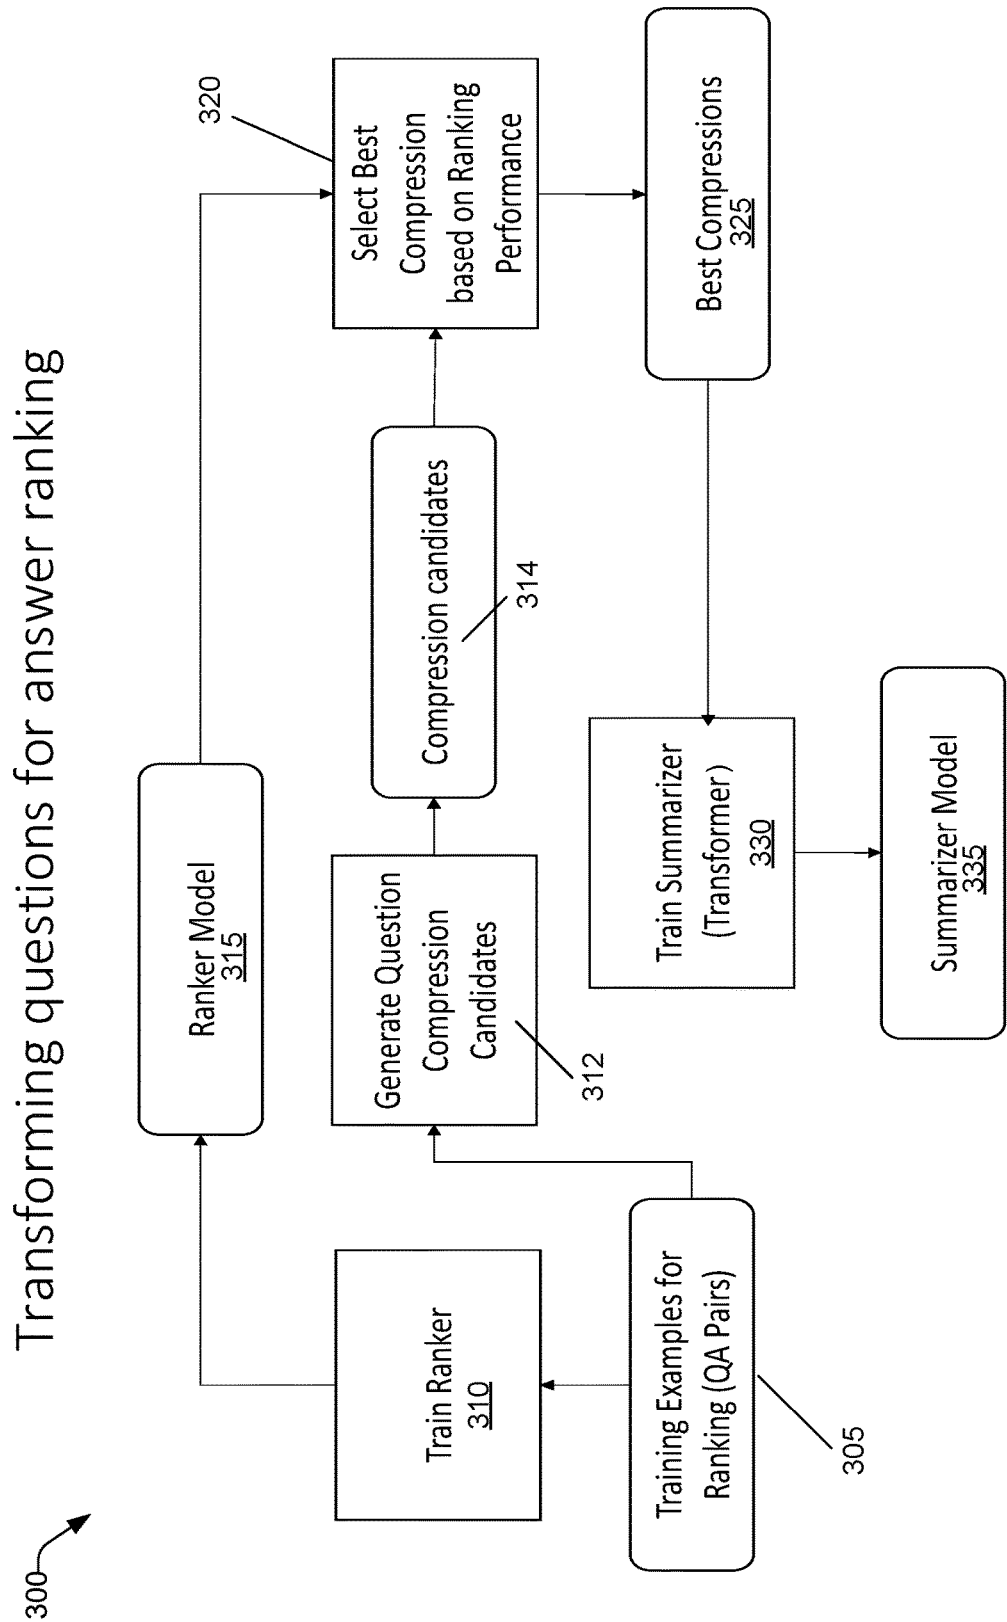 300
Transforming questions for answer ranking
Ranker Model
315
Train Ranker
310
Generate Question
Compression
Candidates
312
Compression candidates
314
Select Best
Compression
based on Ranking
Performance
320
Training Examples for
Ranking (QA Pairs)
305
Train Summarizer
(Transformer)
330
Best Compressions
325
Summarizer Model
335